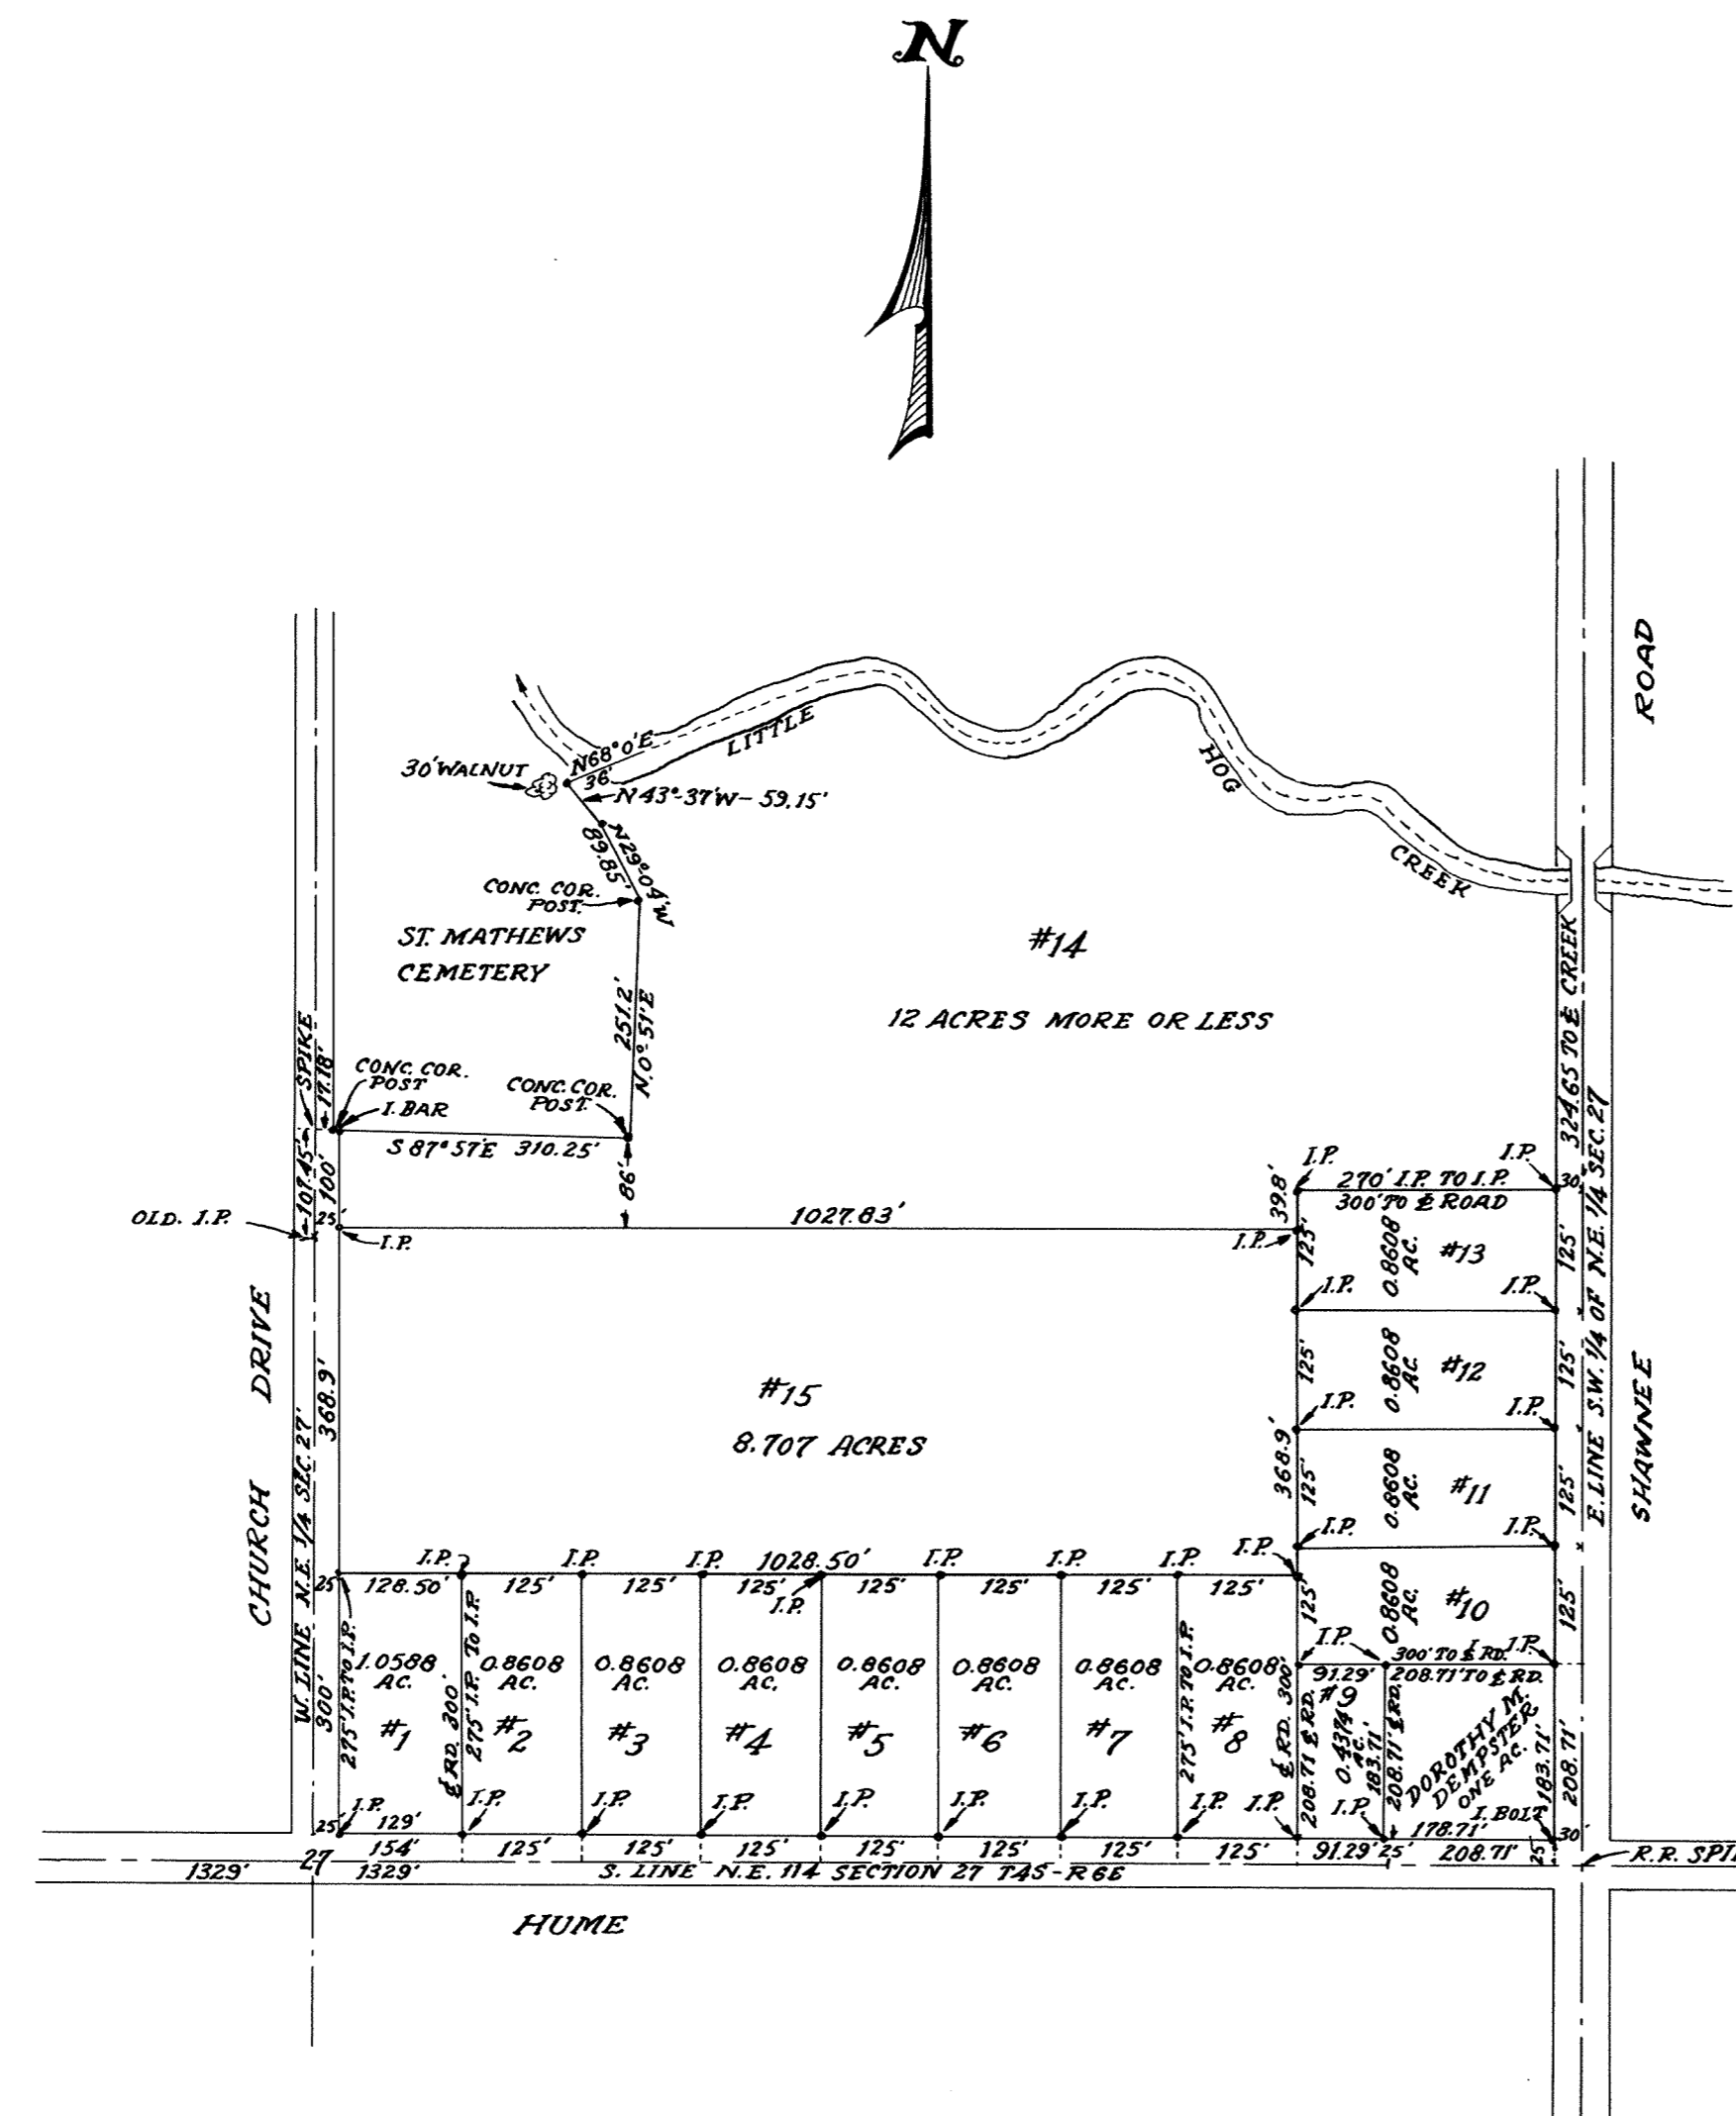 N
ROAD
LITTLE
HOG
CREEK
N68°0'E
36'
30'WALNUT
N43°-37'W-59.15'
N29°-04'W
89.85'
CONC. COR.
POST.
ST. MATHEWS
CEMETERY
#14
12 ACRES MORE OR LESS
251.2'
N.0°-51'E
324.65 TO ₵ CREEK
SPIKE
17.18'
CONC. COR.
POST
I. BAR
CONC. COR.
POST.
S 87°57'E 310.25'
107.45'
100'
86'
OLD. I.P.
25'
I.P.
1027.83'
39.8'
I.P.
I.P.
270' I.P. TO I.P.
30'
300' TO ₵ ROAD
I.P.
125'
0.8608
AC.
#13
125'
I.P.
I.P.
E. LINE S.W. 1/4 OF N.E. 1/4 SEC. 27
CHURCH DRIVE
W. LINE N.E. 1/4 SEC. 27'
368.9'
#15
8.707 ACRES
125'
0.8608
AC.
#12
125'
I.P.
I.P.
SHAWNEE
368.9'
125'
0.8608
AC.
#11
125'
I.P.
I.P.
I.P.
I.P.
I.P.
I.P.
1028.50'
I.P.
I.P.
I.P.
I.P.
25'
128.50'
125'
125'
125'
125'
125'
125'
125'
I.P.
125'
0.8608
AC.
#10
125'
300'
275' I.P. TO I.P.
1.0588
AC.
#1
₵ RD. 300'
275' I.P. TO I.P.
0.8608
AC.
#2
0.8608
AC.
#3
0.8608
AC.
#4
0.8608
AC.
#5
0.8608
AC.
#6
0.8608
AC.
#7
275' I.P. TO I.P.
0.8608
AC.
#8
₵ RD. 300'
I.P.
300' TO ₵ RD.
I.P.
91.29'
208.71' TO ₵ RD.
208.71 ₵ RD.
#9
0.4374
AC.
183.71'
208.71' ₵ RD.
DOROTHY M.
DEMPSTER
ONE AC.
183.71'
208.71'
I.P.
I.P.
I.P.
I.P.
I.P.
I.P.
I.P.
I.P.
I.P.
I.P.
I. BOLT
25'
129'
178.71'
30'
154'
125'
125'
125'
125'
125'
125'
125'
91.29'
25'
208.71'
25'
1329'
27
1329'
S. LINE N.E. 114 SECTION 27 T4S-R6E
R.R. SPI
HUME